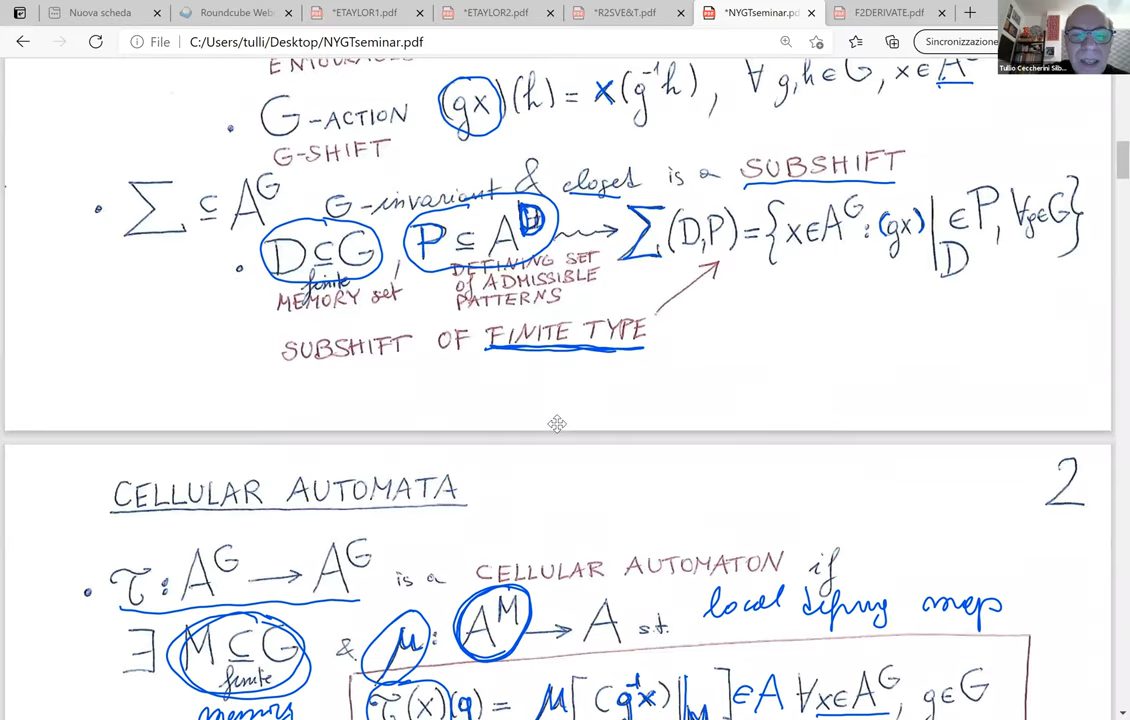 Nuova scheda
Roundcube Web
*ETAYLOR1.pdf
*ETAYLOR2.pdf
*R2SVE&T.pdf
*NYGTseminar.pd
F2DERIVATE.pdf
File C:/Users/tulli/Desktop/NYGTseminar.pdf
Sincronizzazione
Tullio Ceccherini Silb...
• G-ACTION (gx)(h) = x(g⁻¹h), ∀ g,h∈G, x∈A^G
G-SHIFT
• Σ ⊆ A^G G-invariant & closed is a SUBSHIFT
• D⊆G, P ⊆ A^D ⇝ Σ(D,P) = {x∈A^G : (gx)|_D ∈P, ∀g∈G}
finite
MEMORY set
DEFINING SET
of ADMISSIBLE
PATTERNS
SUBSHIFT OF FINITE TYPE
2
CELLULAR AUTOMATA
• τ : A^G → A^G is a CELLULAR AUTOMATON if
∃ M⊆G & μ : A^M → A s.t. local defining map
finite
memory
τ(x)(g) = μ[(g⁻¹x)|_M] ∈A ∀x∈A^G, g∈G